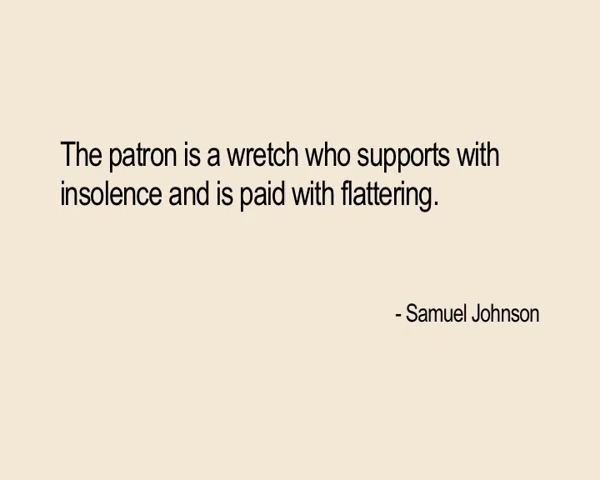 The patron is a wretch who supports with
insolence and is paid with flattering.
- Samuel Johnson